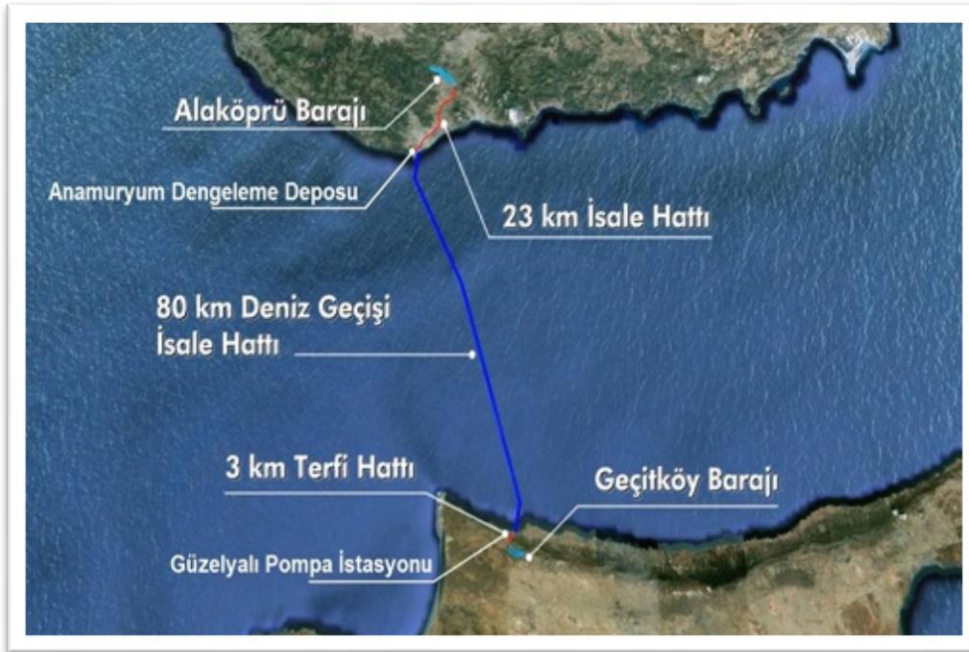 Alaköprü Barajı
Anamuryum Dengeleme Deposu
23 km İsale Hattı
80 km Deniz Geçişi
İsale Hattı
3 km Terfi Hattı
Geçitköy Barajı
Güzelyalı Pompa İstasyonu